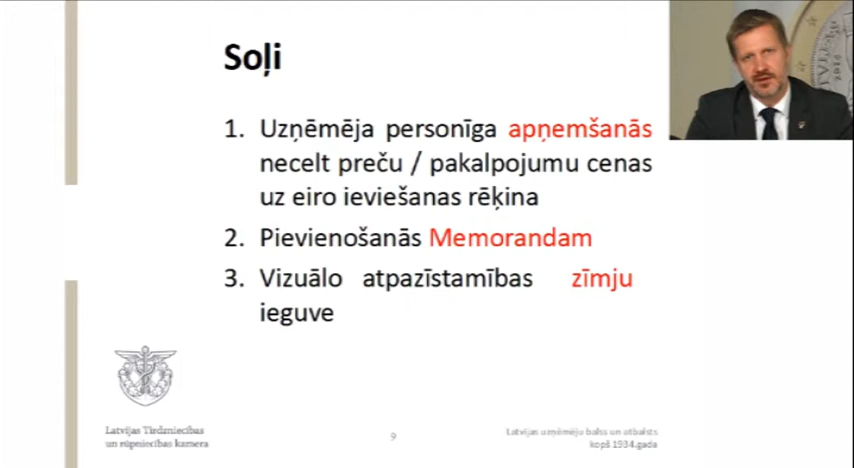 Soļi
1. Uzņēmēja personīga apņemšanās
necelt preču / pakalpojumu cenas
uz eiro ieviešanas rēķina
2. Pievienošanās Memorandam
3. Vizuālo atpazīstamības zīmju
ieguve
Latvijas Tirdzniecības
un rūpniecības kamera
9
Latvijas uzņēmēju balss un atbalsts
kopš 1934.gada